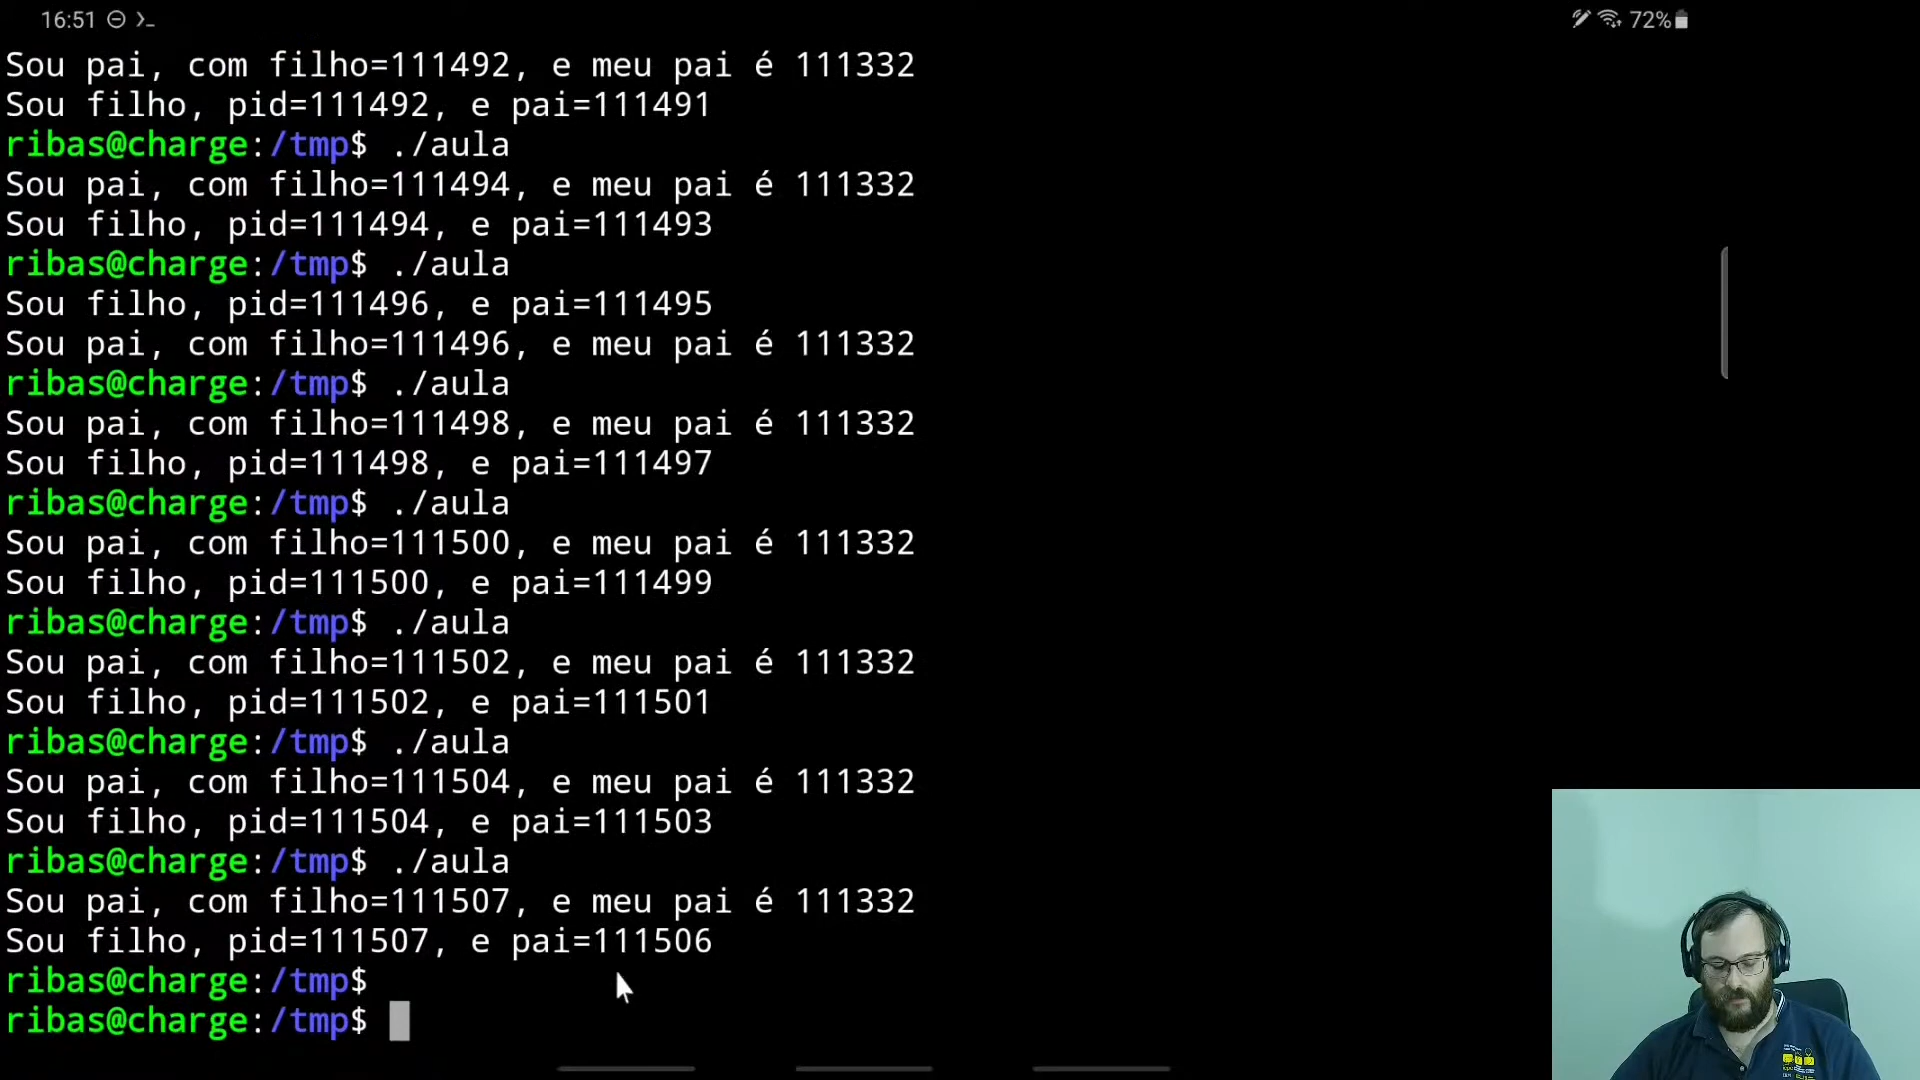 16:51
72%
Sou pai, com filho=111492, e meu pai é 111332
Sou filho, pid=111492, e pai=111491
ribas@charge:/tmp$ ./aula
Sou pai, com filho=111494, e meu pai é 111332
Sou filho, pid=111494, e pai=111493
ribas@charge:/tmp$ ./aula
Sou filho, pid=111496, e pai=111495
Sou pai, com filho=111496, e meu pai é 111332
ribas@charge:/tmp$ ./aula
Sou pai, com filho=111498, e meu pai é 111332
Sou filho, pid=111498, e pai=111497
ribas@charge:/tmp$ ./aula
Sou pai, com filho=111500, e meu pai é 111332
Sou filho, pid=111500, e pai=111499
ribas@charge:/tmp$ ./aula
Sou pai, com filho=111502, e meu pai é 111332
Sou filho, pid=111502, e pai=111501
ribas@charge:/tmp$ ./aula
Sou pai, com filho=111504, e meu pai é 111332
Sou filho, pid=111504, e pai=111503
ribas@charge:/tmp$ ./aula
Sou pai, com filho=111507, e meu pai é 111332
Sou filho, pid=111507, e pai=111506
ribas@charge:/tmp$
ribas@charge:/tmp$